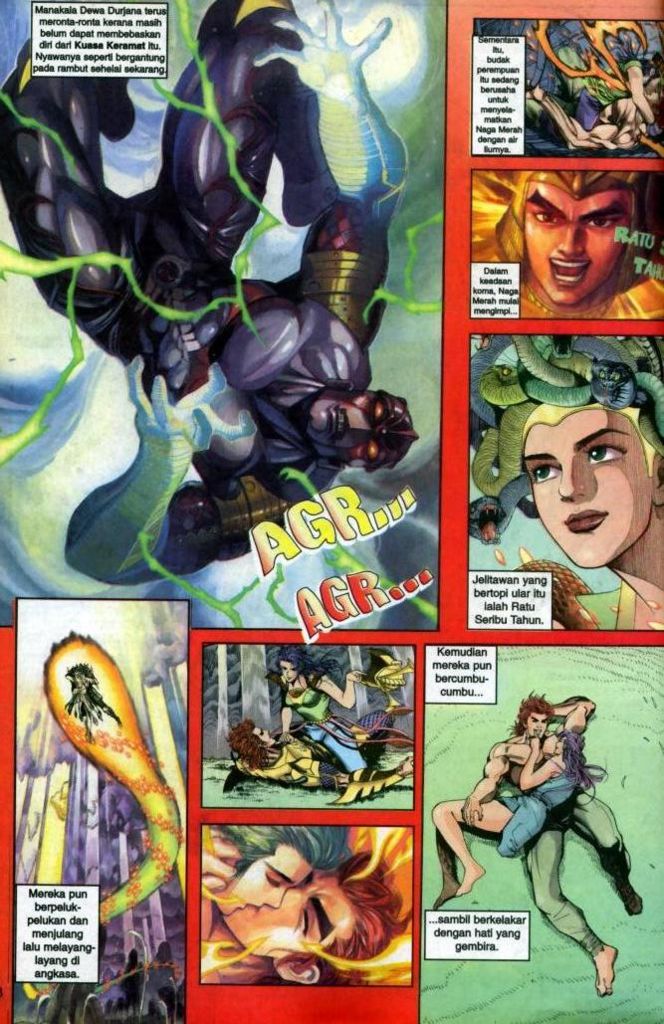 Manakala Dewa Durjana terus
meronta-ronta kerana masih
belum dapat membebaskan
diri dari Kuasa Keramat itu.
Nyawanya seperti bergantung
pada rambut sehelai sekarang.
AGR...
AGR...
Sementara
itu,
budak
perempuan
itu sedang
berusaha
untuk
menyela-
matkan
Naga Merah
dengan air
liurnya.
RATU
TAHU
Dalam
keadaan
koma, Naga
Merah mulai
mengimpi...
Jelitawan yang
bertopi ular itu
ialah Ratu
Seribu Tahun.
Mereka pun
berpeluk-
pelukan dan
menjulang
lalu melayang-
layang di
angkasa.
Kemudian
mereka pun
bercumbu-
cumbu...
...sambil berkelakar
dengan hati yang
gembira.